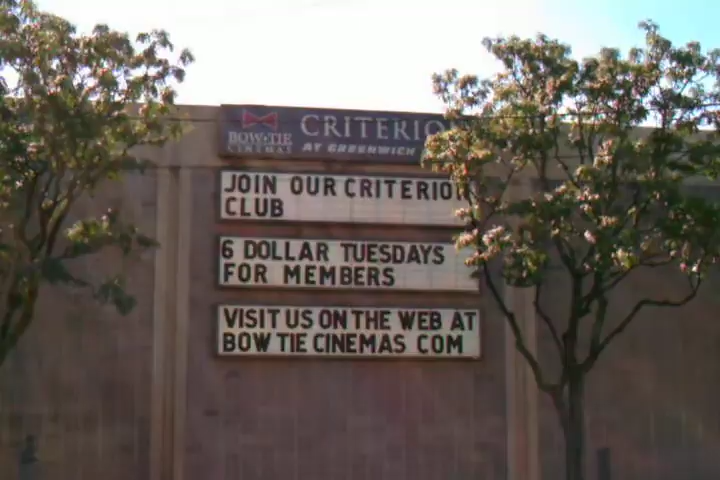 BOW TIE
CINEMAS
CRITERIO
AT GREENWICH
JOIN OUR CRITERION
CLUB
6 DOLLAR TUESDAYS
FOR MEMBERS
VISIT US ON THE WEB AT
BOW TIE CINEMAS COM